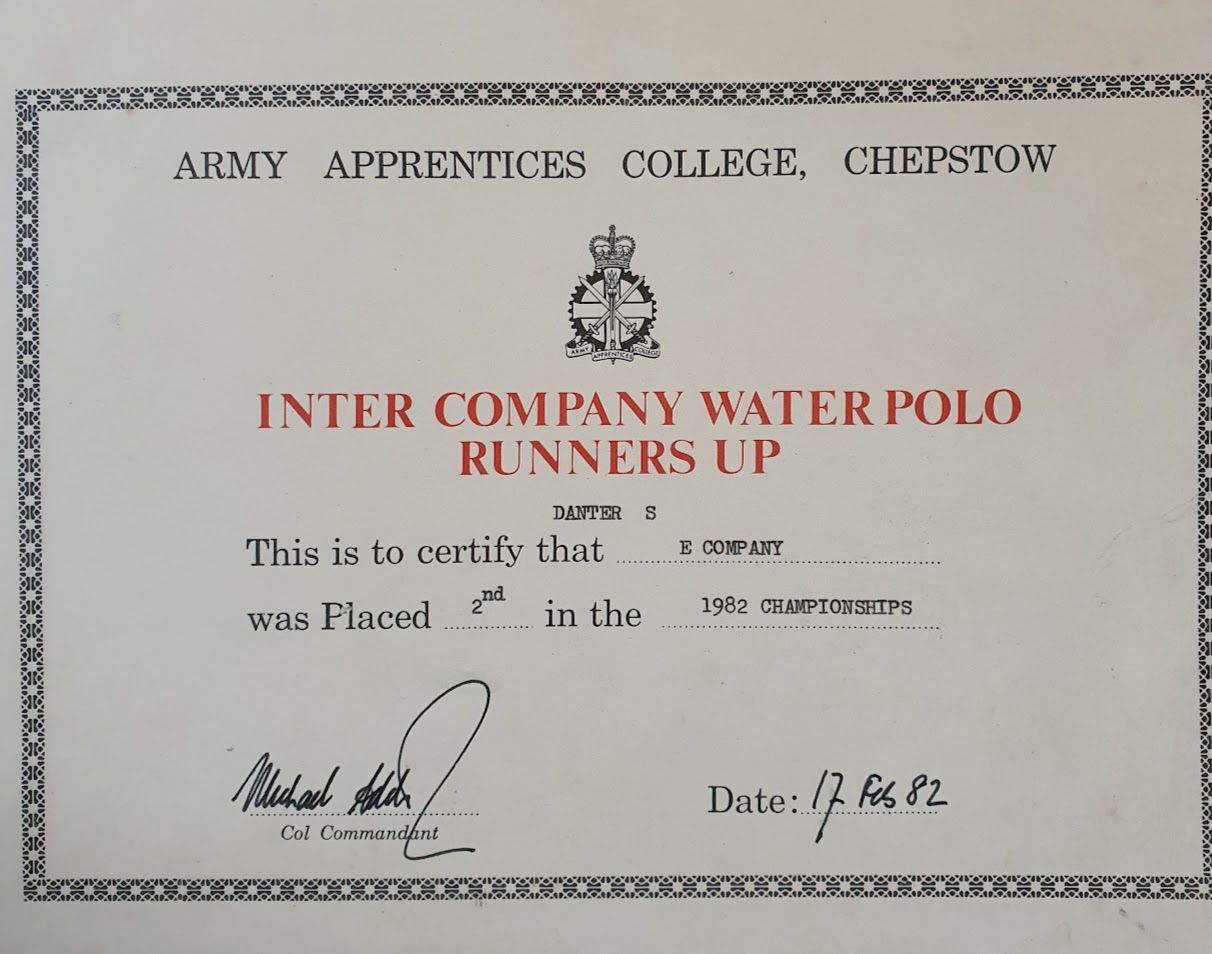 ARMY APPRENTICES COLLEGE, CHEPSTOW
ARMY APPRENTICES COLLEGE
INTER COMPANY WATER POLO
RUNNERS UP
DANTER S
This is to certify that E COMPANY
was Placed 2nd in the 1982 CHAMPIONSHIPS
Michael
Col Commandant
Date: 17 Feb 82